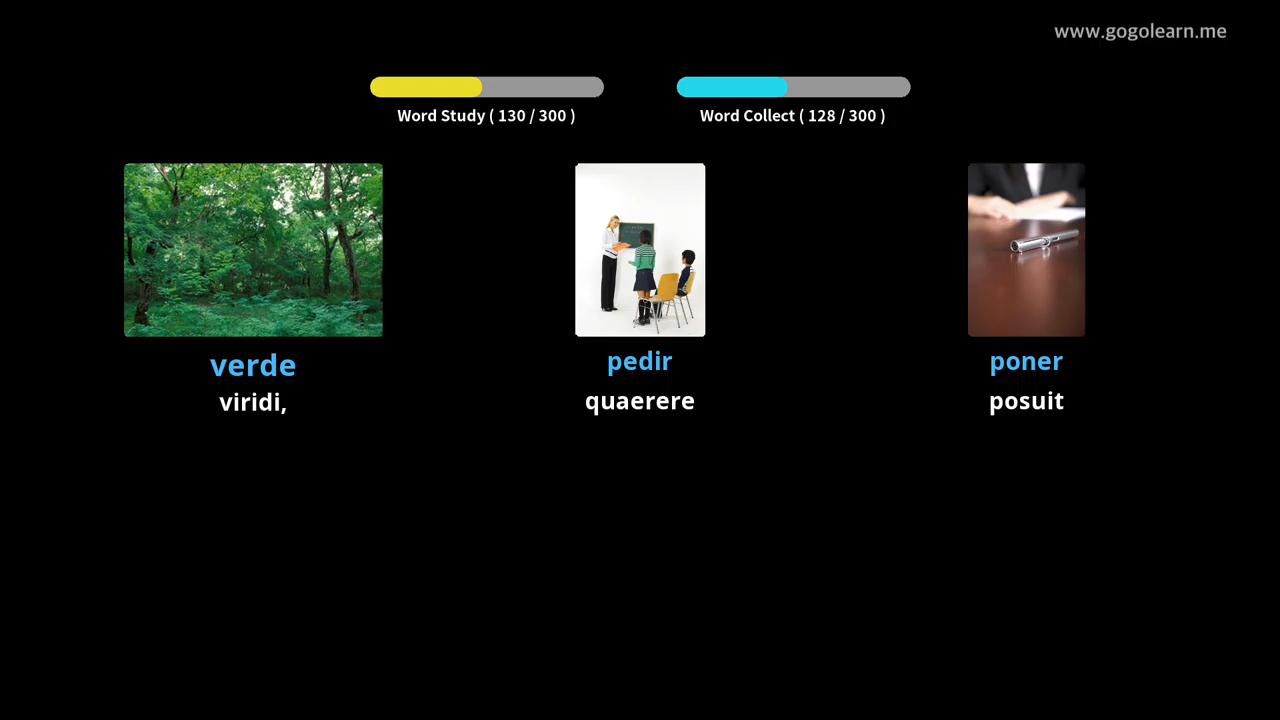 www.gogolearn.me
Word Study ( 130 / 300 )
Word Collect ( 128 / 300 )
verde
viridi,
pedir
quaerere
poner
posuit